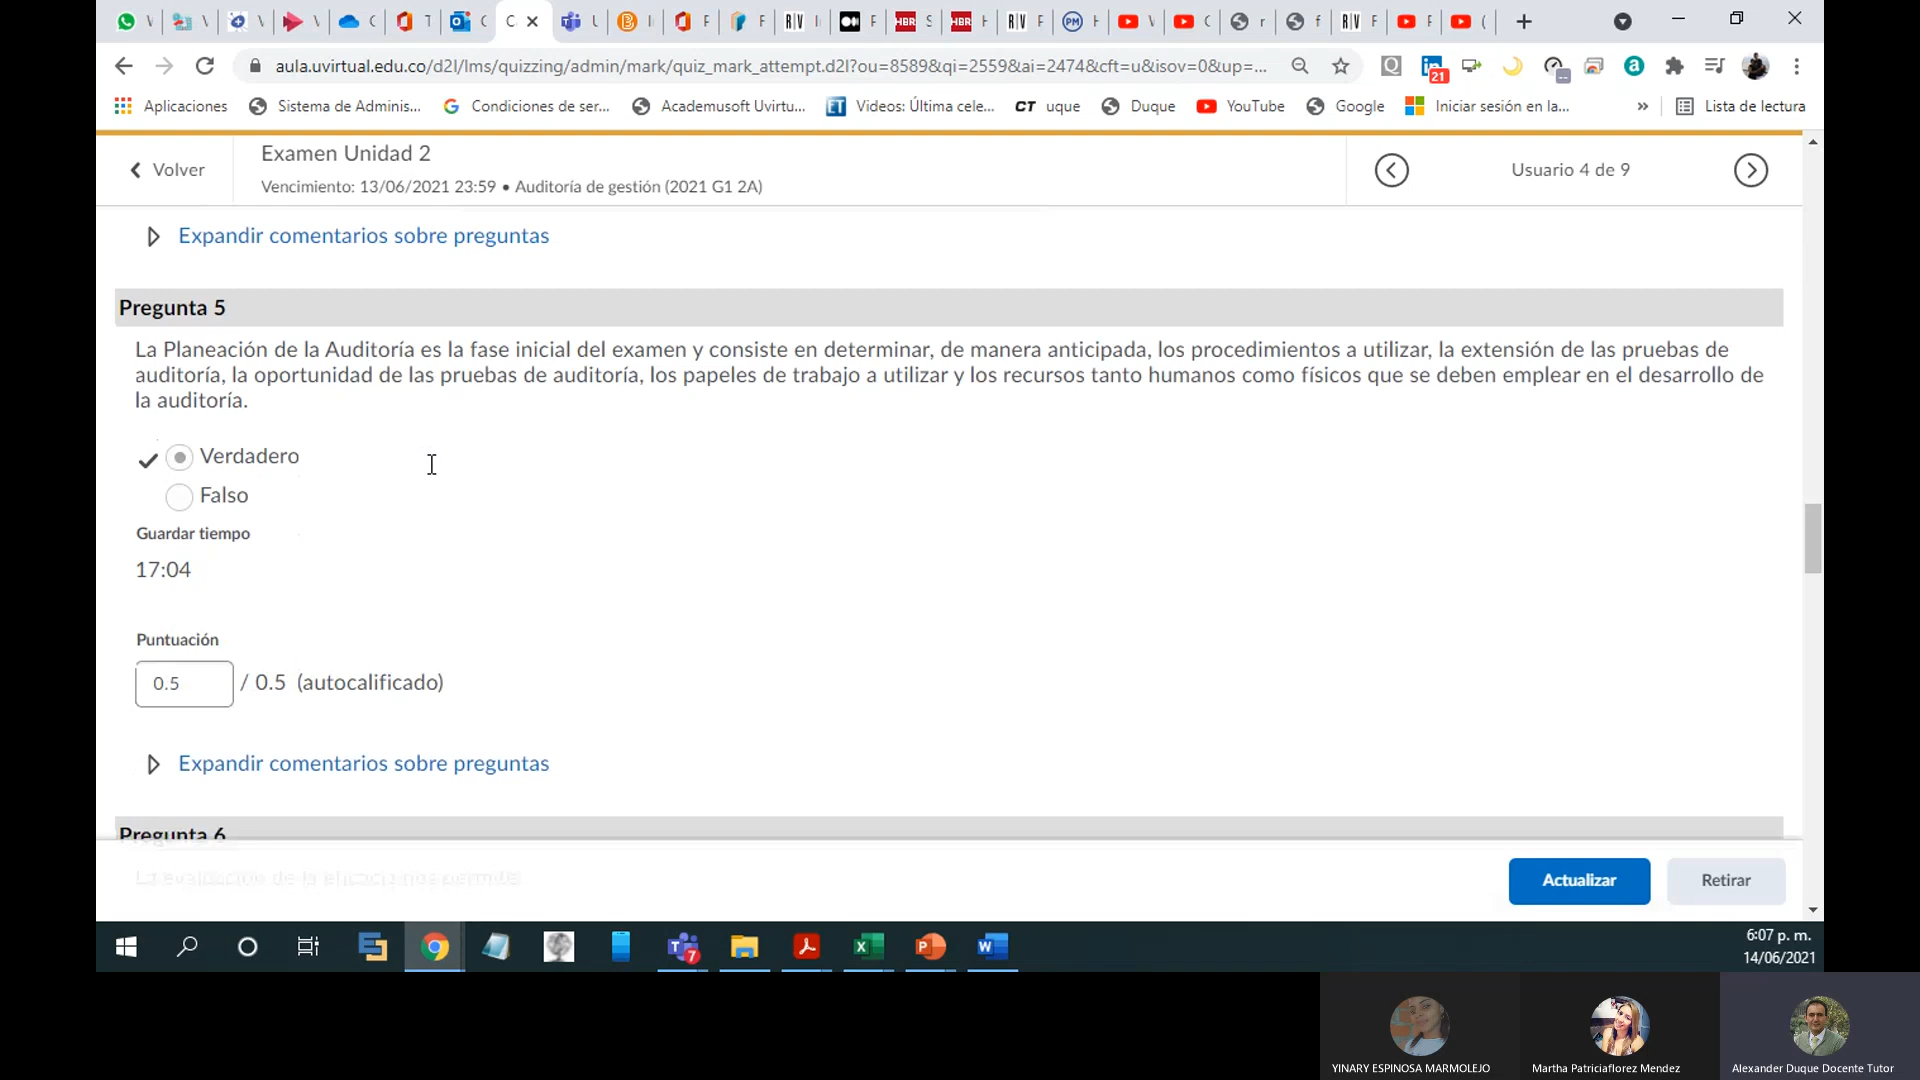 aula.uvirtual.edu.co/d2l/lms/quizzing/admin/mark/quiz_mark_attempt.d2l?ou=8589&qi=2559&ai=2474&cft=u&isov=0&up=...
21
Aplicaciones
Sistema de Adminis...
Condiciones de ser...
Academusoft Uvirtu...
Videos: Última cele...
uque
Duque
YouTube
Google
Iniciar sesión en la...
»
Lista de lectura
Volver
Examen Unidad 2
Vencimiento: 13/06/2021 23:59 • Auditoría de gestión (2021 G1 2A)
Usuario 4 de 9
Expandir comentarios sobre preguntas
Pregunta 5
La Planeación de la Auditoría es la fase inicial del examen y consiste en determinar, de manera anticipada, los procedimientos a utilizar, la extensión de las pruebas de
auditoría, la oportunidad de las pruebas de auditoría, los papeles de trabajo a utilizar y los recursos tanto humanos como físicos que se deben emplear en el desarrollo de
la auditoría.
Verdadero
Falso
Guardar tiempo
17:04
Puntuación
0.5 / 0.5 (autocalificado)
Expandir comentarios sobre preguntas
Pregunta 6
Actualizar
Retirar
6:07 p. m.
14/06/2021
YINARY ESPINOSA MARMOLEJO
Martha Patriciaflorez Mendez
Alexander Duque Docente Tutor